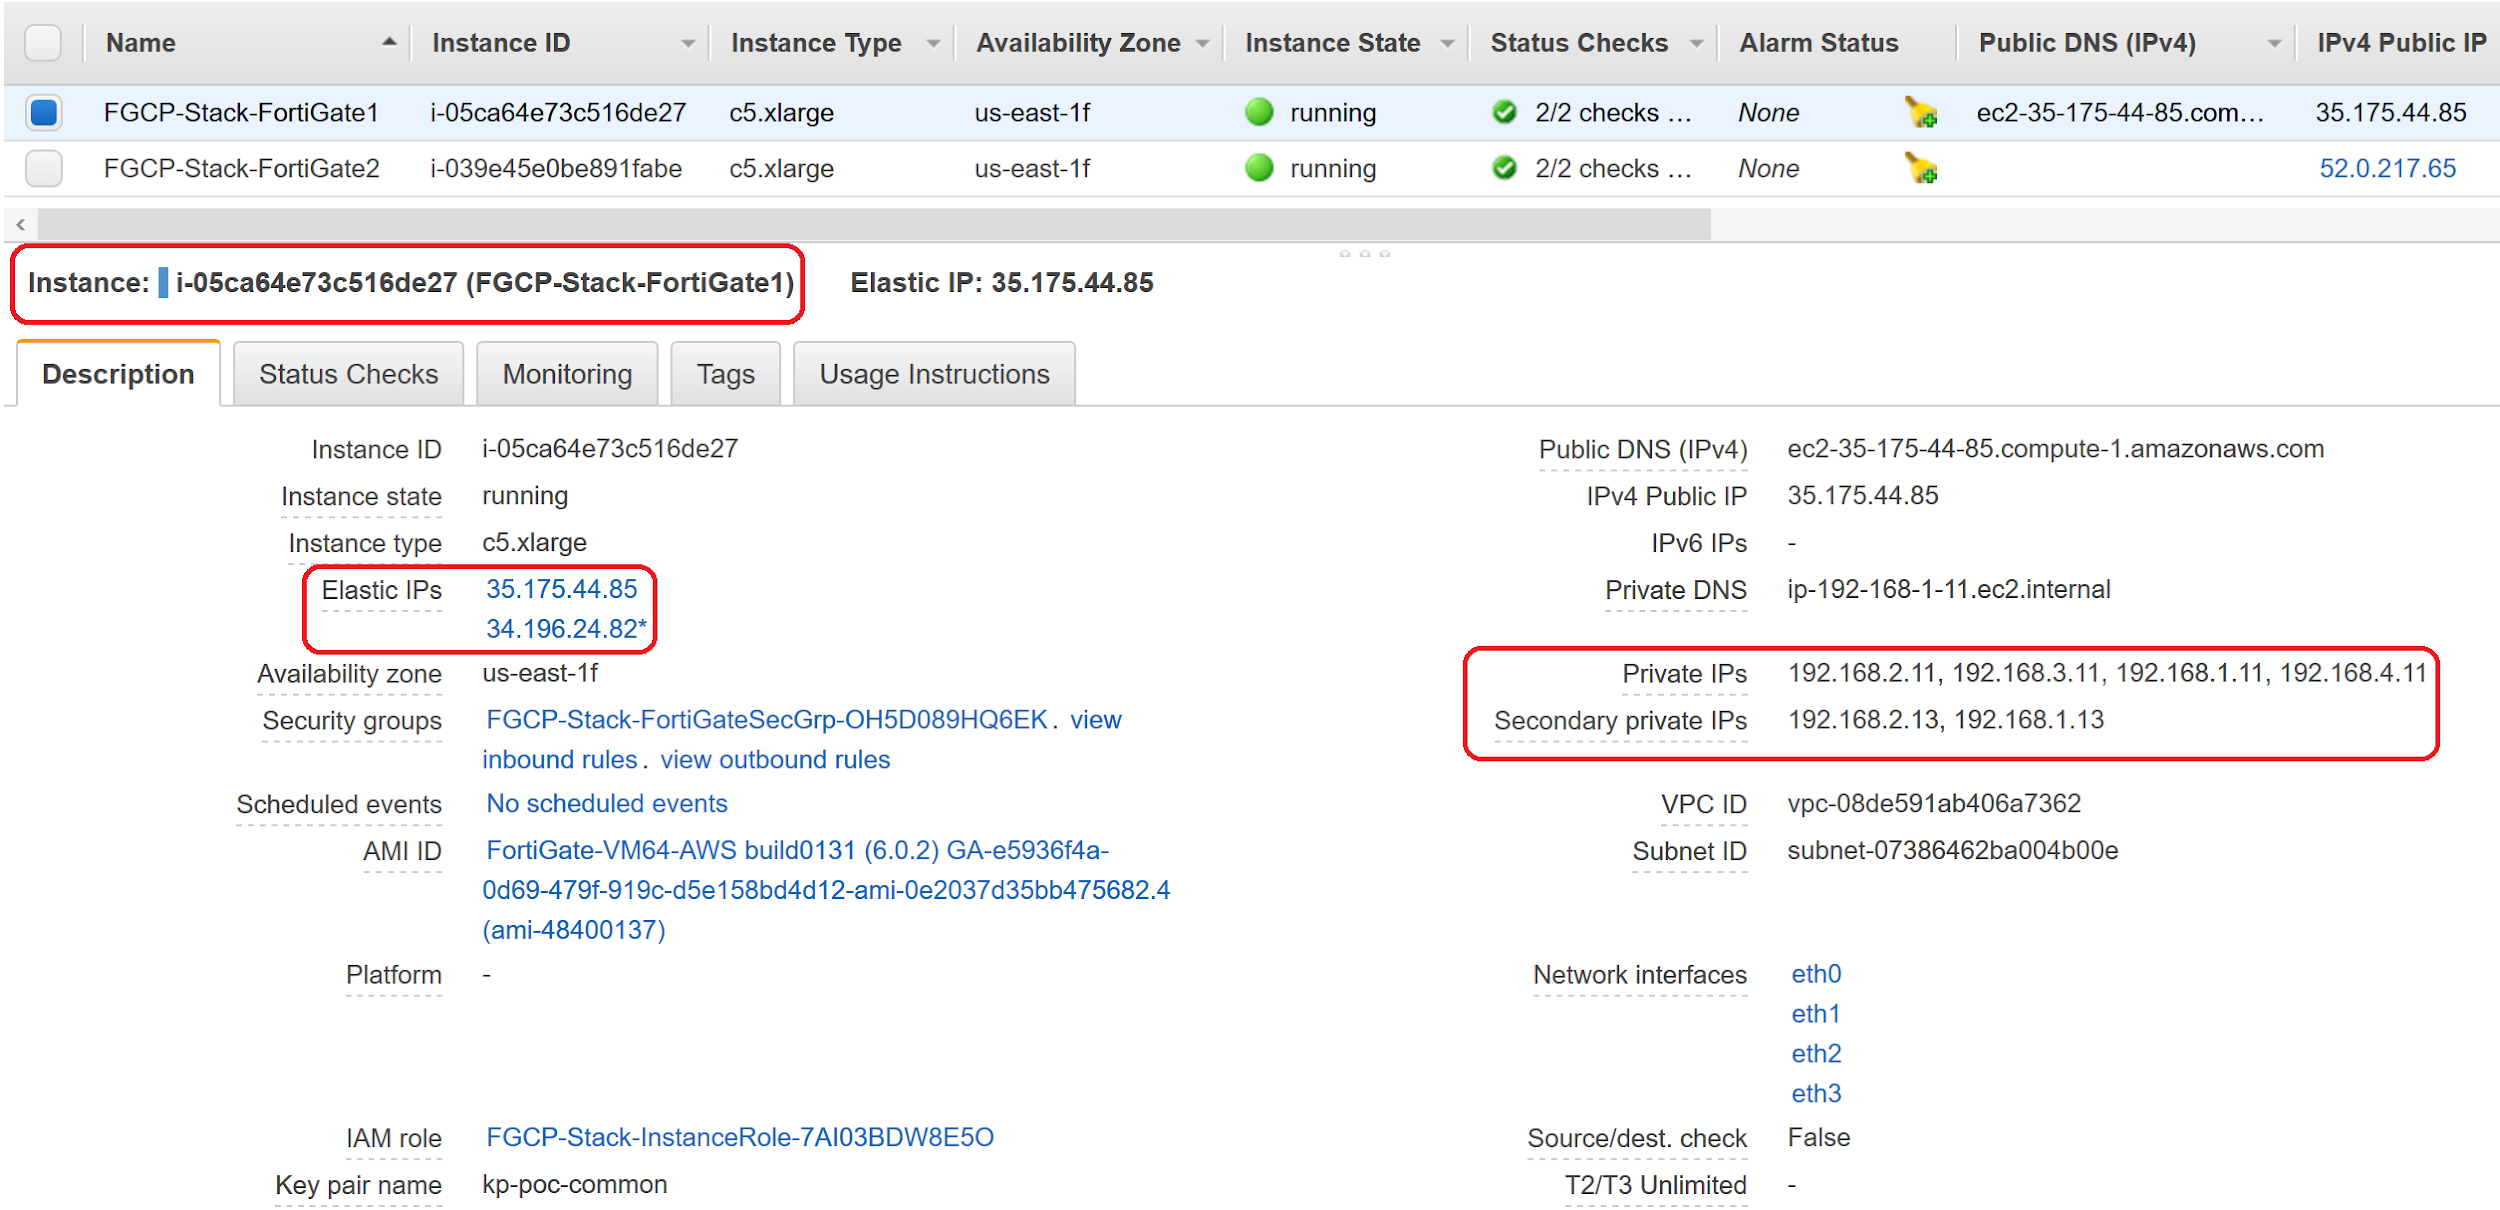 Name Instance ID Instance Type Availability Zone Instance State Status Checks Alarm Status Public DNS (IPv4) IPv4 Public IP
FGCP-Stack-FortiGate1 i-05ca64e73c516de27 c5.xlarge us-east-1f running 2/2 checks ... None ec2-35-175-44-85.com... 35.175.44.85
FGCP-Stack-FortiGate2 i-039e45e0be891fabe c5.xlarge us-east-1f running 2/2 checks ... None 52.0.217.65
Instance: i-05ca64e73c516de27 (FGCP-Stack-FortiGate1) Elastic IP: 35.175.44.85
Description Status Checks Monitoring Tags Usage Instructions
Instance ID i-05ca64e73c516de27
Instance state running
Instance type c5.xlarge
Elastic IPs 35.175.44.85
34.196.24.82*
Availability zone us-east-1f
Security groups FGCP-Stack-FortiGateSecGrp-OH5D089HQ6EK. view
inbound rules. view outbound rules
Scheduled events No scheduled events
AMI ID FortiGate-VM64-AWS build0131 (6.0.2) GA-e5936f4a-
0d69-479f-919c-d5e158bd4d12-ami-0e2037d35bb475682.4
(ami-48400137)
Platform -
IAM role FGCP-Stack-InstanceRole-7AI03BDW8E5O
Key pair name kp-poc-common
Public DNS (IPv4) ec2-35-175-44-85.compute-1.amazonaws.com
IPv4 Public IP 35.175.44.85
IPv6 IPs -
Private DNS ip-192-168-1-11.ec2.internal
Private IPs 192.168.2.11, 192.168.3.11, 192.168.1.11, 192.168.4.11
Secondary private IPs 192.168.2.13, 192.168.1.13
VPC ID vpc-08de591ab406a7362
Subnet ID subnet-07386462ba004b00e
Network interfaces eth0
eth1
eth2
eth3
Source/dest. check False
T2/T3 Unlimited -